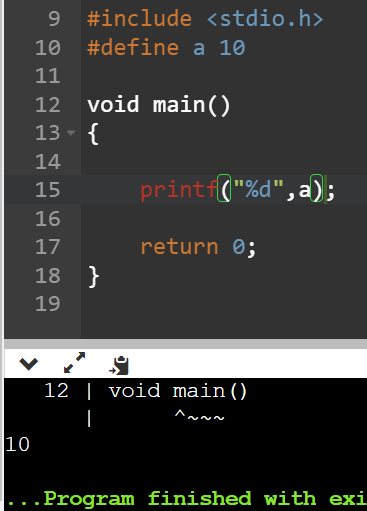 9 #include <stdio.h>
10 #define a 10
11
12 void main()
13 {
14
15 printf("%d",a);
16
17 return 0;
18 }
19
12 | void main()
| ^~~~
10
...Program finished with exi